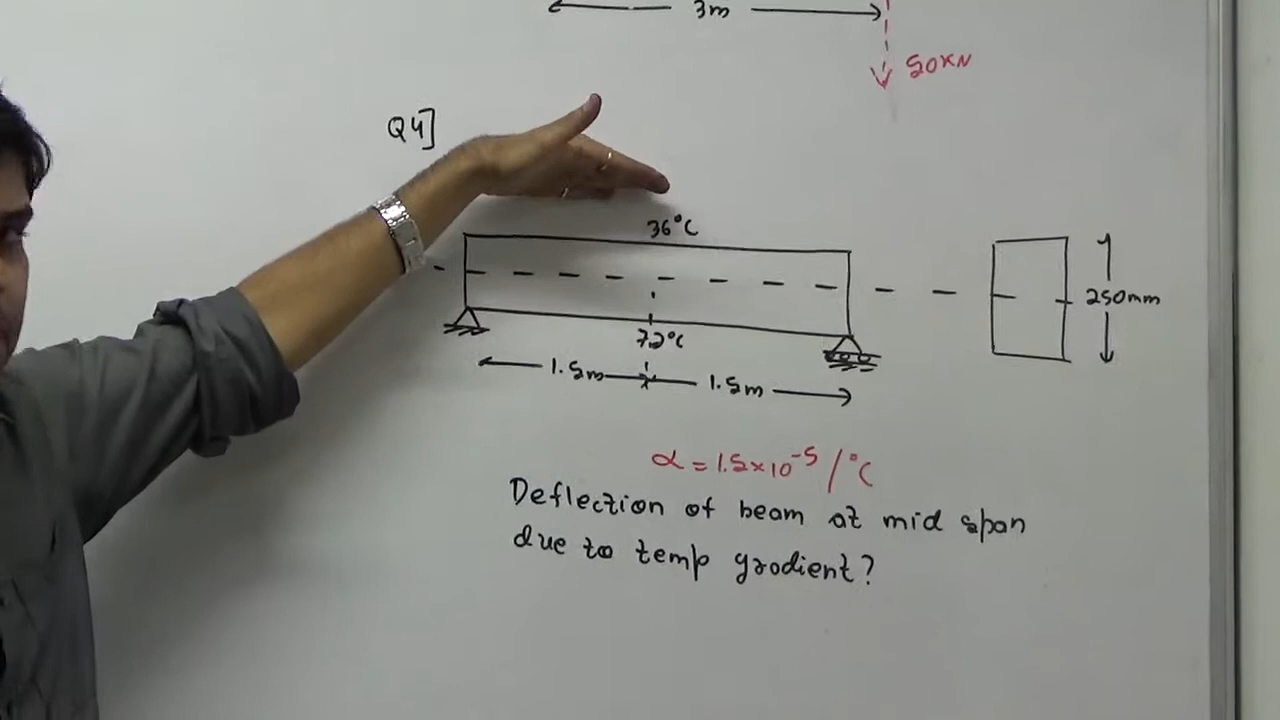 3m
50KN
Q4]
36°C
250mm
72°C
1.5m 1.5m
α = 1.5×10⁻⁵ /°C
Deflection of beam at mid span
due to temp gradient?